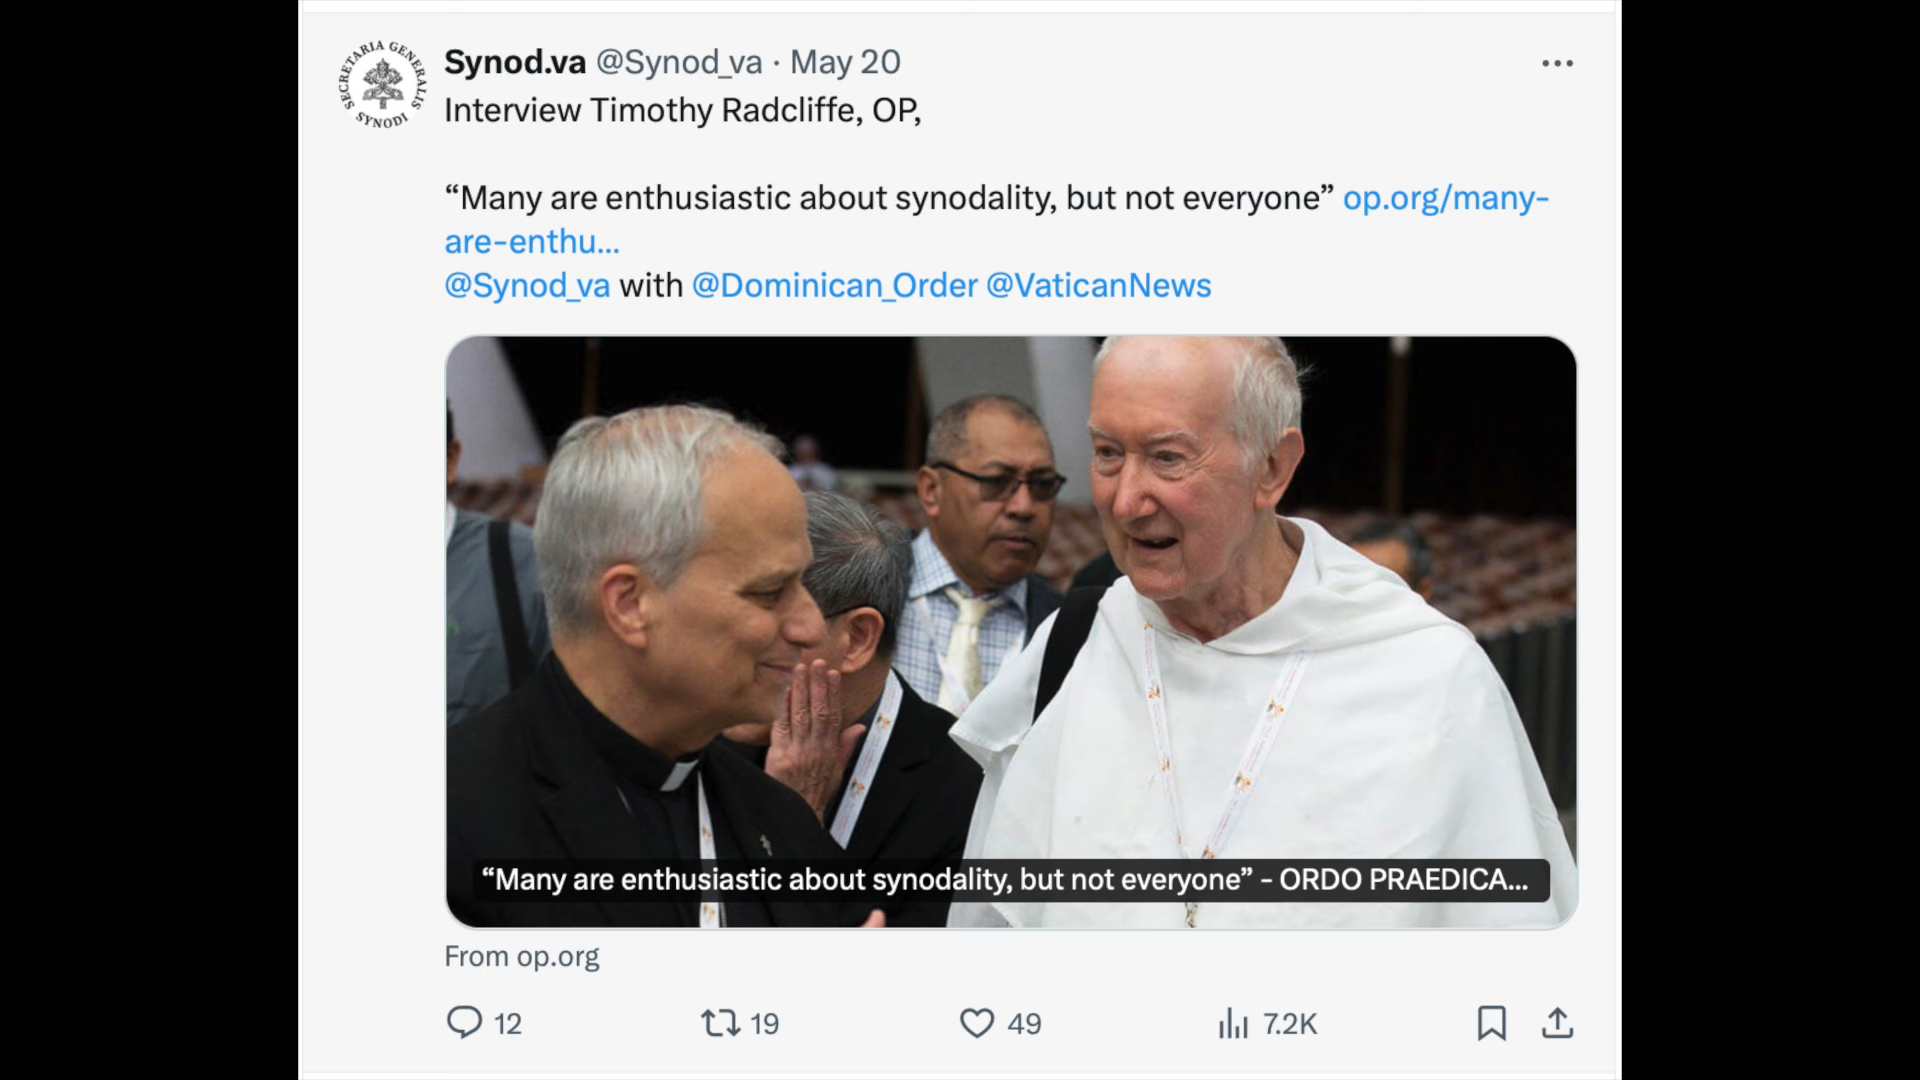 SECRETARIA GENERALIS
SYNODI
Synod.va @Synod_va · May 20
Interview Timothy Radcliffe, OP,
“Many are enthusiastic about synodality, but not everyone” op.org/many-
are-enthu...
@Synod_va with @Dominican_Order @VaticanNews
“Many are enthusiastic about synodality, but not everyone” - ORDO PRAEDICA...
From op.org
12 19 49 7.2K